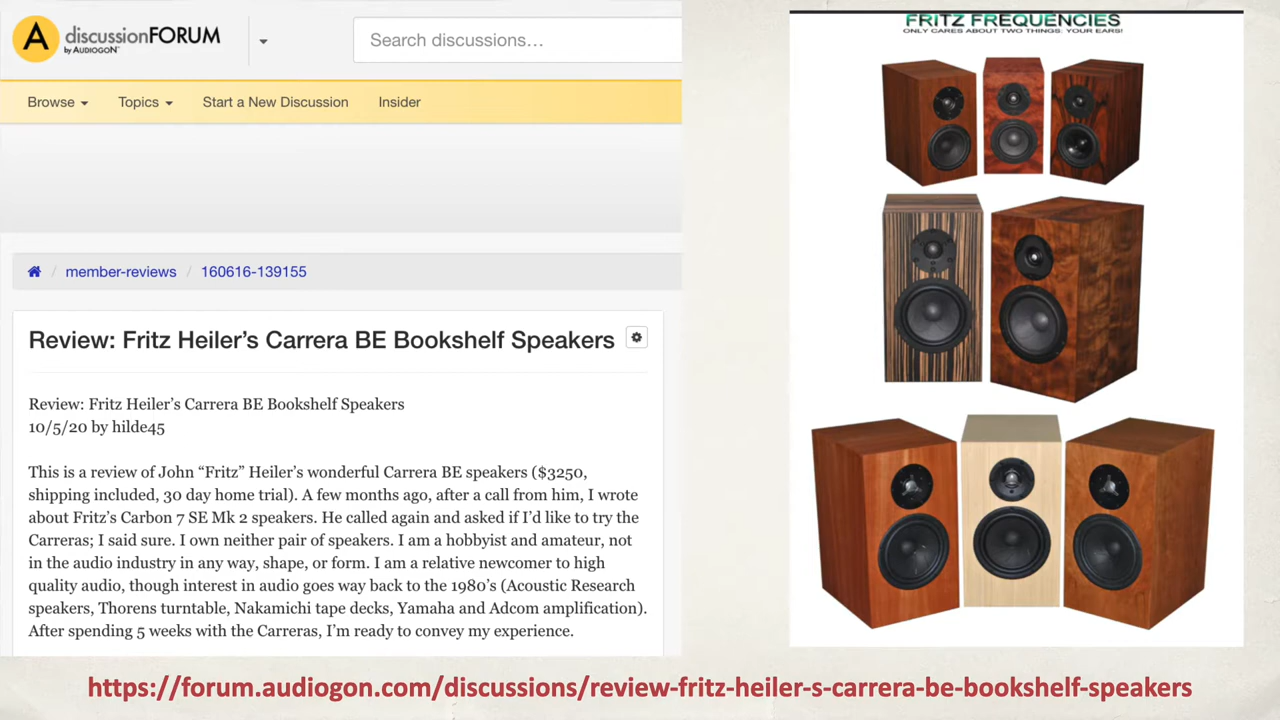 A discussionFORUM
by AUDIOGON
Search discussions…
Browse Topics Start a New Discussion Insider
/ member-reviews / 160616-139155
Review: Fritz Heiler’s Carrera BE Bookshelf Speakers
Review: Fritz Heiler’s Carrera BE Bookshelf Speakers
10/5/20 by hilde45
This is a review of John “Fritz” Heiler’s wonderful Carrera BE speakers ($3250,
shipping included, 30 day home trial). A few months ago, after a call from him, I wrote
about Fritz’s Carbon 7 SE Mk 2 speakers. He called again and asked if I’d like to try the
Carreras; I said sure. I own neither pair of speakers. I am a hobbyist and amateur, not
in the audio industry in any way, shape, or form. I am a relative newcomer to high
quality audio, though interest in audio goes way back to the 1980’s (Acoustic Research
speakers, Thorens turntable, Nakamichi tape decks, Yamaha and Adcom amplification).
After spending 5 weeks with the Carreras, I’m ready to convey my experience.
FRITZ FREQUENCIES
ONLY CARES ABOUT TWO THINGS: YOUR EARS!
https://forum.audiogon.com/discussions/review-fritz-heiler-s-carrera-be-bookshelf-speakers